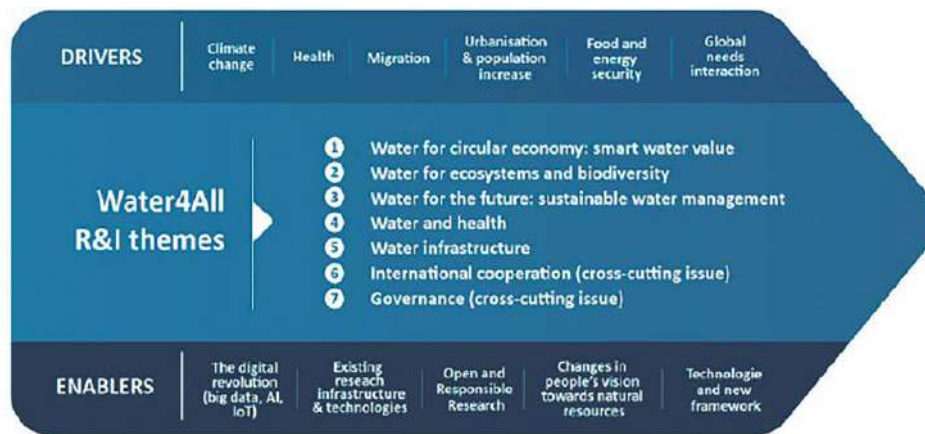 DRIVERS
Climate
change
Health
Migration
Urbanisation
& population
increase
Food and
energy
security
Global
needs
interaction
Water4All
R&I themes
1 Water for circular economy: smart water value
2 Water for ecosystems and biodiversity
3 Water for the future: sustainable water management
4 Water and health
5 Water infrastructure
6 International cooperation (cross-cutting issue)
7 Governance (cross-cutting issue)
ENABLERS
The digital
revolution
(big data, AI,
IoT)
Existing
reseach
infrastructure
& technologies
Open and
Responsible
Research
Changes in
people's vision
towards natural
resources
Technologie
and new
framework